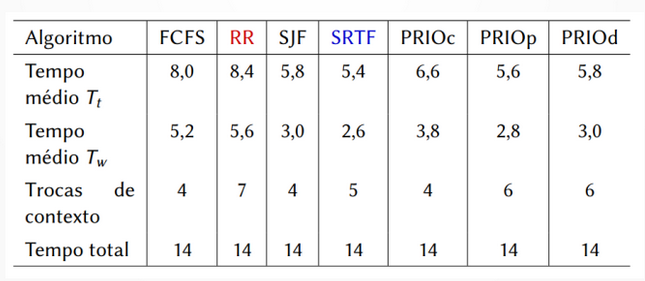 Algoritmo FCFS RR SJF SRTF PRIOc PRIOp PRIOd
Tempo 8,0 8,4 5,8 5,4 6,6 5,6 5,8
médio Tt
Tempo 5,2 5,6 3,0 2,6 3,8 2,8 3,0
médio Tw
Trocas de 4 7 4 5 4 6 6
contexto
Tempo total 14 14 14 14 14 14 14